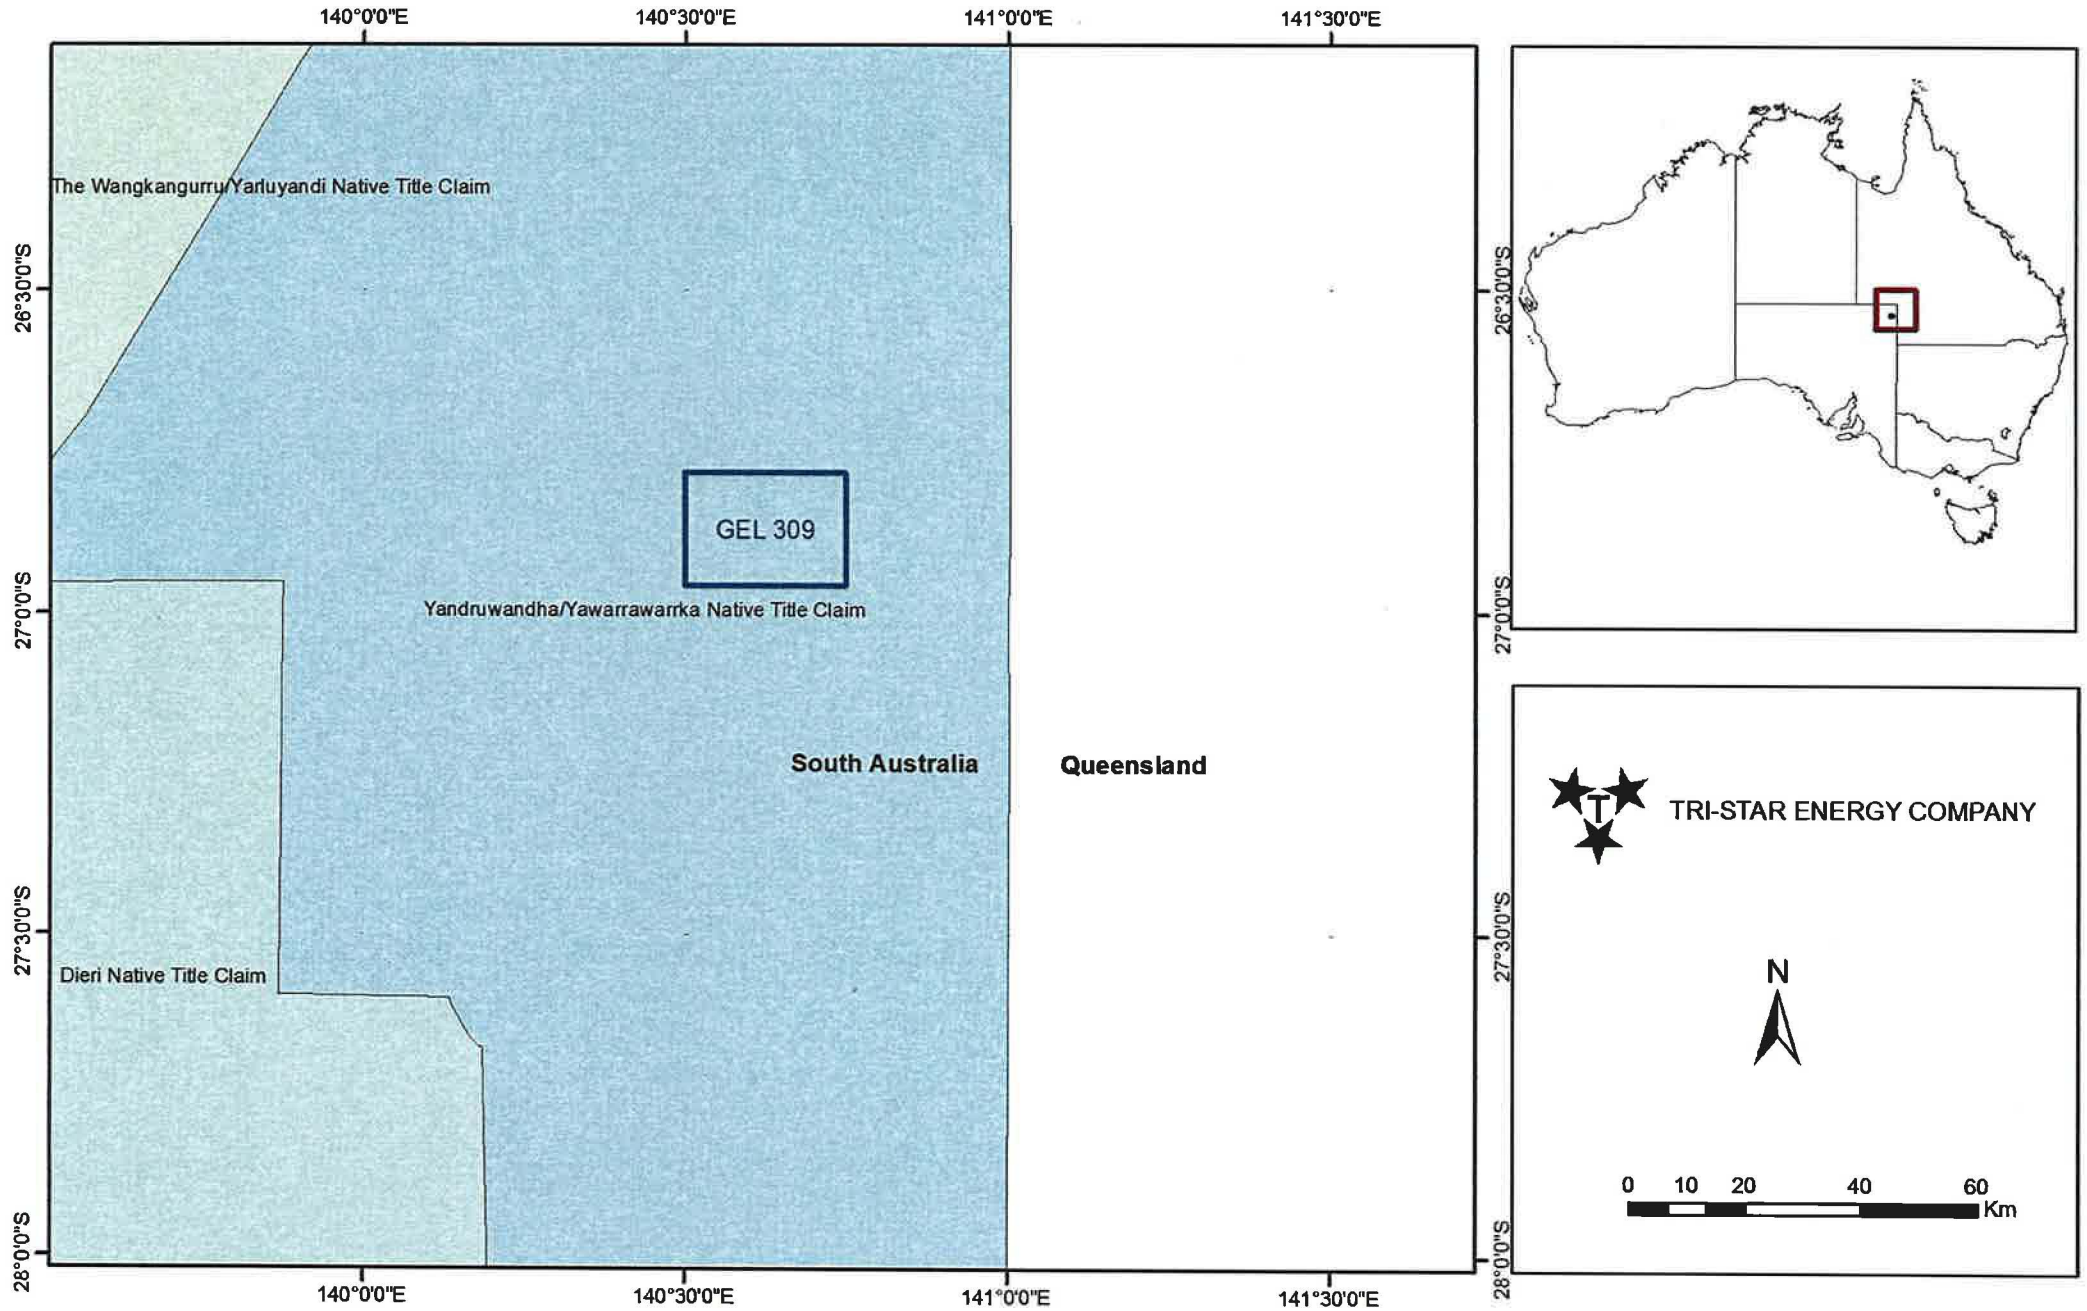 140°0'0"E
140°30'0"E
141°0'0"E
141°30'0"E
The Wangkangurru/Yarluyandi Native Title Claim
26°30'0"S
26°30'0"S
GEL 309
27°0'0"S
Yandruwandha/Yawarrawarrka Native Title Claim
27°0'0"S
South Australia
Queensland
T
TRI-STAR ENERGY COMPANY
27°30'0"S
27°30'0"S
Dieri Native Title Claim
N
0 10 20 40 60
Km
28°0'0"S
28°0'0"S
140°0'0"E
140°30'0"E
141°0'0"E
141°30'0"E